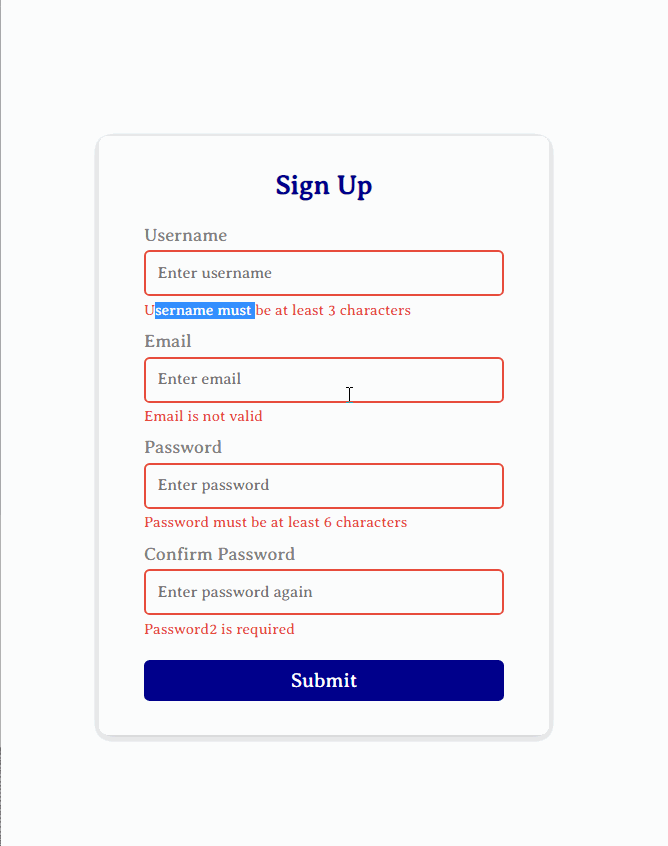 Sign Up
Username
Enter username
Username must be at least 3 characters
Email
Enter email
Email is not valid
Password
Enter password
Password must be at least 6 characters
Confirm Password
Enter password again
Password2 is required
Submit